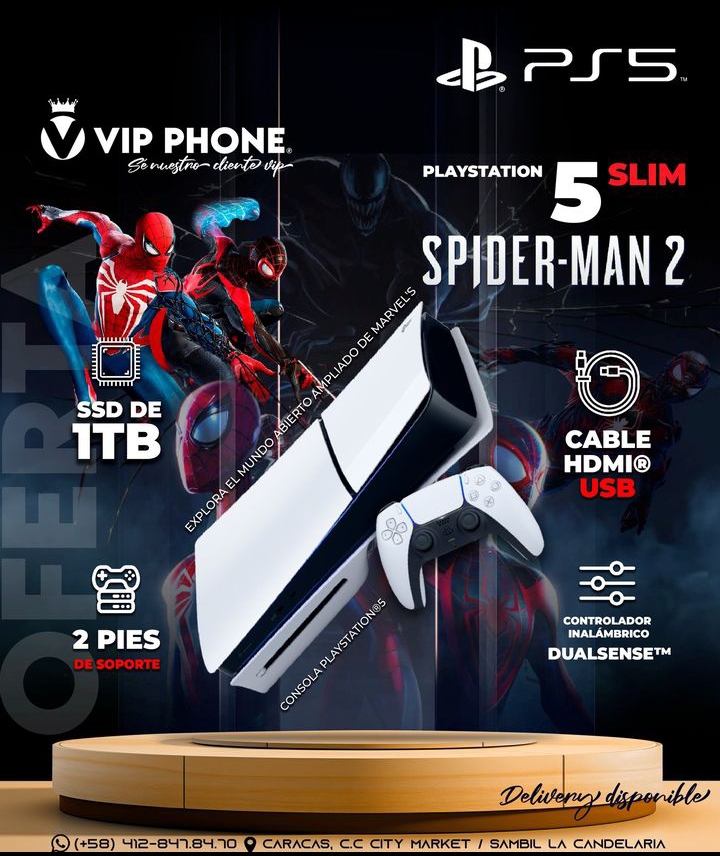 PS5™
VIP PHONE®
Sé nuestro cliente vip
PLAYSTATION 5 SLIM
SPIDER-MAN 2
OFERTA
EXPLORA EL MUNDO ABIERTO AMPLIADO DE MARVEL'S
SSD DE
1TB
CABLE
HDMI®
USB
2 PIES
DE SOPORTE
CONTROLADOR
INALÁMBRICO
DUALSENSE™
CONSOLA PLAYSTATION®5
Delivery disponible
(+58) 412-847.84.70 CARACAS, C.C CITY MARKET / SAMBIL LA CANDELARIA